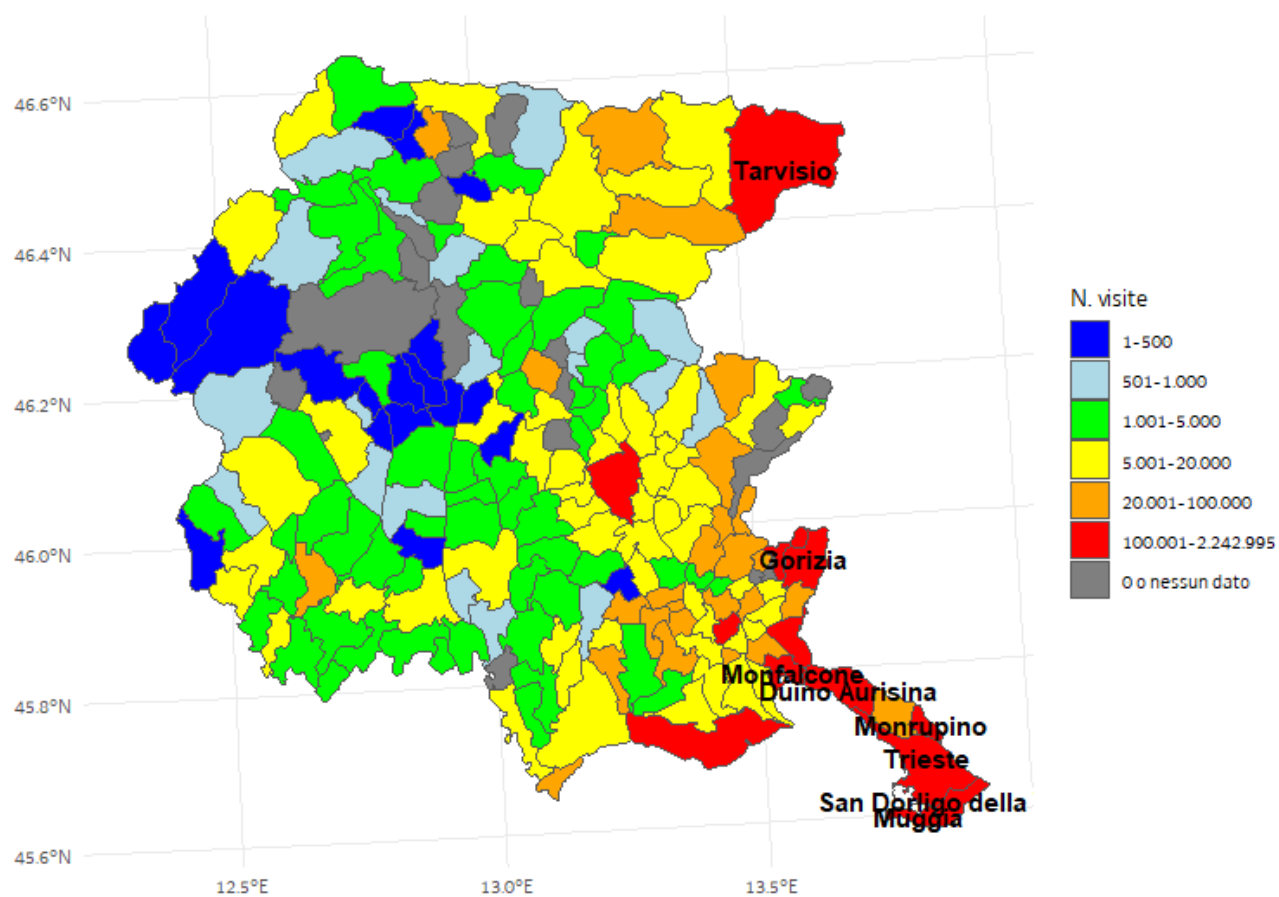 46.6°N
46.4°N
46.2°N
46.0°N
45.8°N
45.6°N
12.5°E
13.0°E
13.5°E
Tarvisio
Gorizia
Monfalcone
Duino Aurisina
Monrupino
Trieste
San Dorligo della
Muggia
N. visite
1-500
501-1.000
1.001-5.000
5.001-20.000
20.001-100.000
100.001-2.242.995
0 o nessun dato